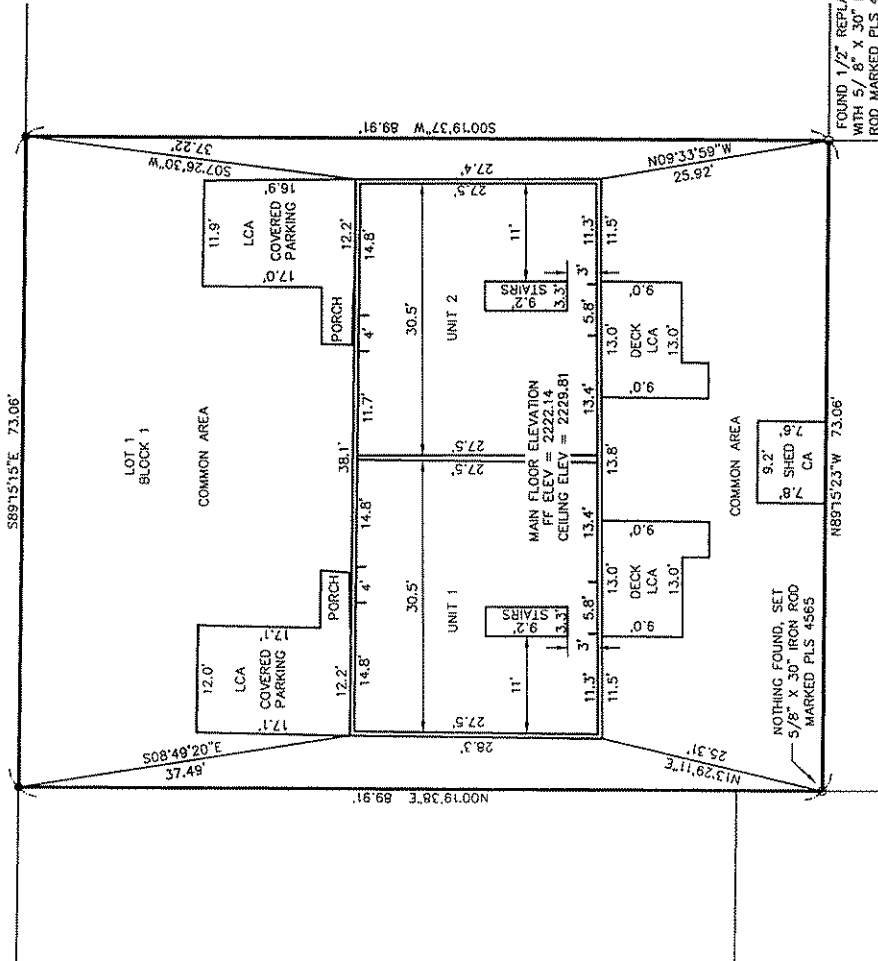 S89°15'15"E 73.06'
LOT 1
BLOCK 1
COMMON AREA
S00°19'37"W 89.91'
N00°19'38"E 89.91'
37.22'
S07°26'30"W
S08°49'20"E
37.49'
12.0'
LCA
COVERED
PARKING
17.1'
17.1'
12.2'
PORCH
11.9'
LCA
COVERED
PARKING
17.0'
16.9'
12.2'
PORCH
38.1'
14.8'
4'
14.8'
11.7'
4'
14.8'
30.5'
30.5'
UNIT 1
UNIT 2
28.3'
27.5'
27.5'
27.5'
27.5'
27.4'
11'
STAIRS
9.2'
3.3'
3'
11'
STAIRS
9.2'
3.3'
3'
MAIN FLOOR ELEVATION
FF ELEV = 2222.14
CEILING ELEV = 2229.81
11.3'
5.8'
13.4'
13.4'
5.8'
11.3'
11.5'
13.0'
13.8'
13.0'
11.5'
9.0'
DECK
LCA
13.0'
9.0'
DECK
LCA
13.0'
9.0'
N13°29'11"E
25.31'
N09°33'59"W
25.92'
COMMON AREA
9.2'
SHED
CA
7.8'
7.6'
N89°15'23"W 73.06'
NOTHING FOUND, SET
5/8" X 30" IRON ROD
MARKED PLS 4565
FOUND 1/2"
WITH 5/8" X 30"
ROD MARKED PLS